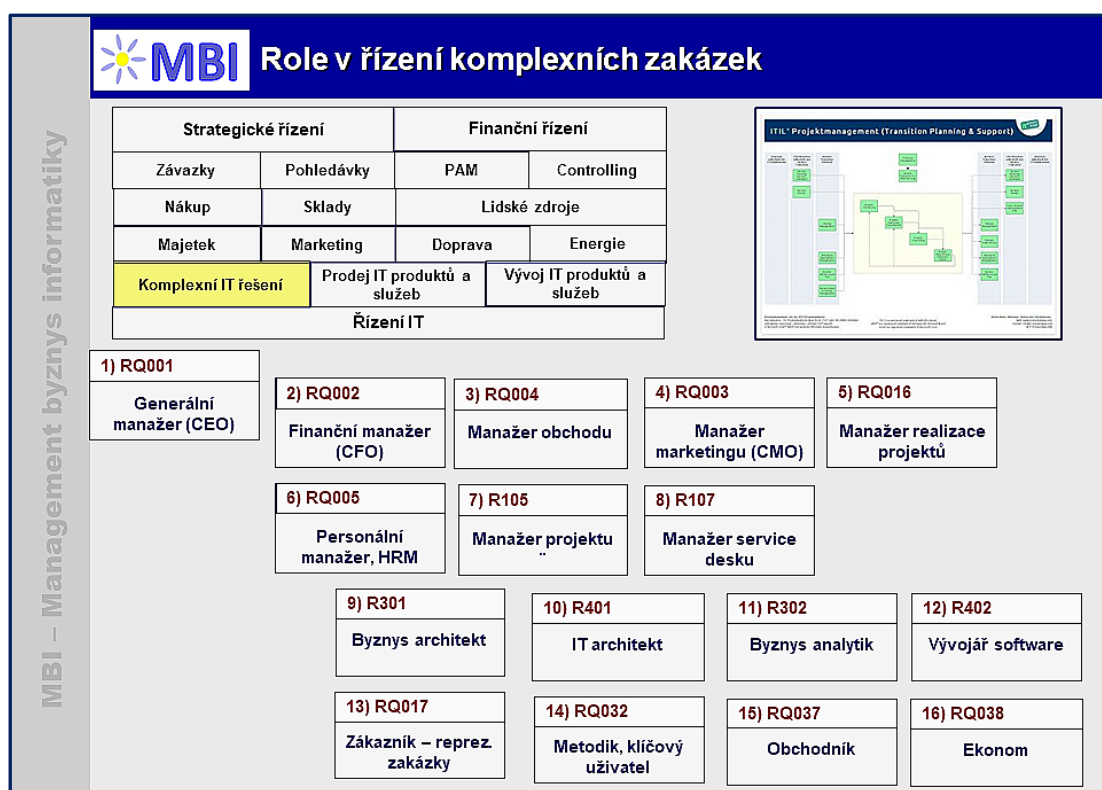 MBI
Role v řízení komplexních zakázek
MBI – Management byznys informatiky
Strategické řízení
Finanční řízení
Závazky
Pohledávky
PAM
Controlling
Nákup
Sklady
Lidské zdroje
Majetek
Marketing
Doprava
Energie
Komplexní IT řešení
Prodej IT produktů a
služeb
Vývoj IT produktů a
služeb
Řízení IT
ITIL® Projektmanagement (Transition Planning & Support)
1) RQ001
Generální
manažer (CEO)
2) RQ002
Finanční manažer
(CFO)
3) RQ004
Manažer obchodu
4) RQ003
Manažer
marketingu (CMO)
5) RQ016
Manažer realizace
projektů
6) RQ005
Personální
manažer, HRM
7) R105
Manažer projektu
¨
8) R107
Manažer service
desku
9) R301
Byznys architekt
10) R401
IT architekt
11) R302
Byznys analytik
12) R402
Vývojář software
13) RQ017
Zákazník – reprez.
zakázky
14) RQ032
Metodik, klíčový
uživatel
15) RQ037
Obchodník
16) RQ038
Ekonom